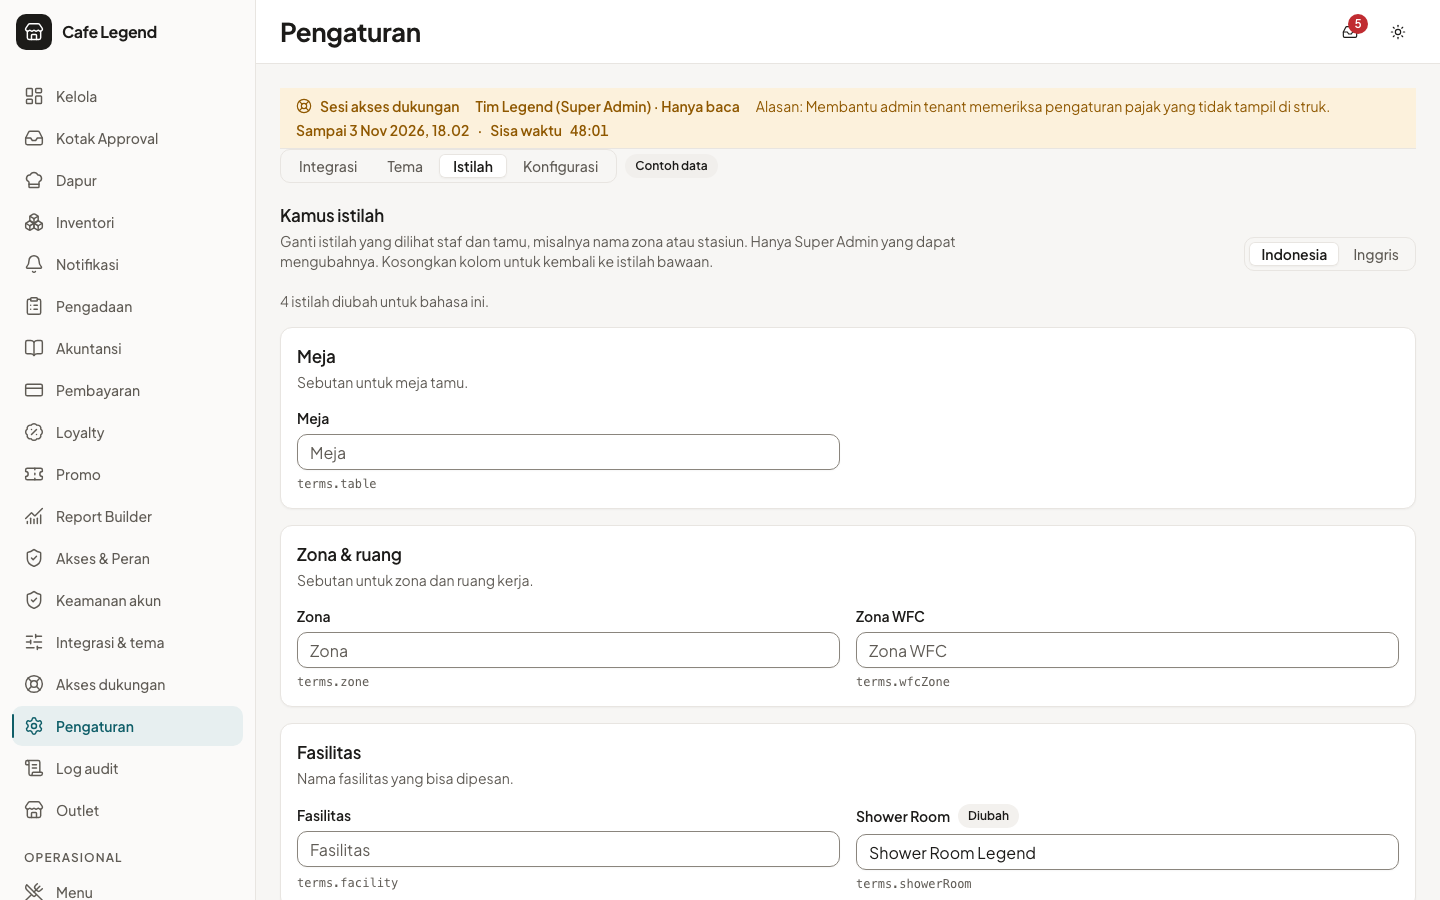 Cafe Legend
Pengaturan
5
Kelola
Kotak Approval
Dapur
Inventori
Notifikasi
Pengadaan
Akuntansi
Pembayaran
Loyalty
Promo
Report Builder
Akses & Peran
Keamanan akun
Integrasi & tema
Akses dukungan
Pengaturan
Log audit
Outlet
OPERASIONAL
Menu
Sesi akses dukungan Tim Legend (Super Admin) · Hanya baca Alasan: Membantu admin tenant memeriksa pengaturan pajak yang tidak tampil di struk.
Sampai 3 Nov 2026, 18.02 · Sisa waktu 48:01
Integrasi Tema Istilah Konfigurasi Contoh data
Kamus istilah
Ganti istilah yang dilihat staf dan tamu, misalnya nama zona atau stasiun. Hanya Super Admin yang dapat
mengubahnya. Kosongkan kolom untuk kembali ke istilah bawaan.
Indonesia Inggris
4 istilah diubah untuk bahasa ini.
Meja
Sebutan untuk meja tamu.
Meja
Meja
terms.table
Zona & ruang
Sebutan untuk zona dan ruang kerja.
Zona Zona WFC
Zona Zona WFC
terms.zone terms.wfcZone
Fasilitas
Nama fasilitas yang bisa dipesan.
Fasilitas Shower Room Diubah
Fasilitas Shower Room Legend
terms.facility terms.showerRoom